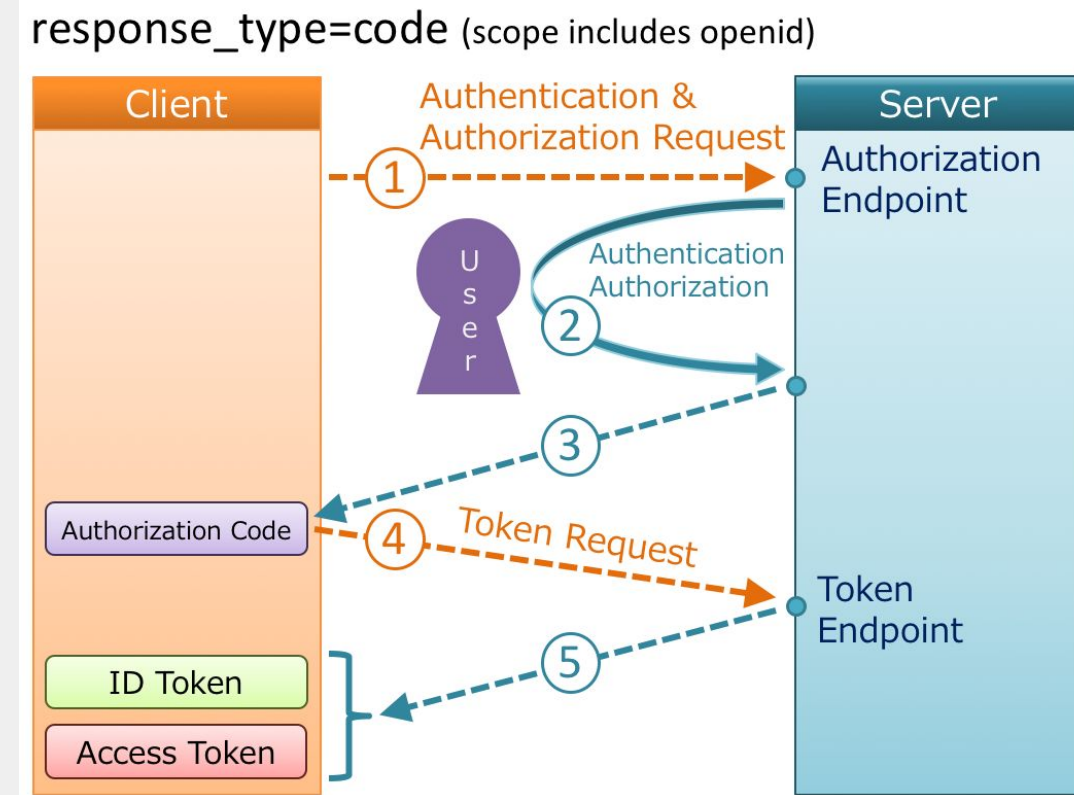 response_type=code (scope includes openid)
Client
Authentication &
Authorization Request
Server
1
Authorization
Endpoint
User
Authentication
Authorization
2
3
Authorization Code
4
Token Request
Token
Endpoint
5
ID Token
Access Token